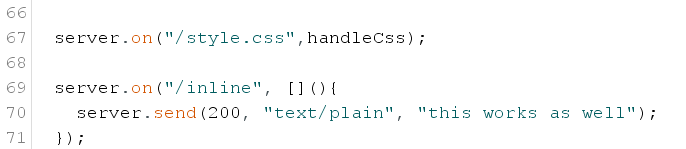 66
67 server.on("/style.css",handleCss);
68
69 server.on("/inline", [](){
70 server.send(200, "text/plain", "this works as well");
71 });